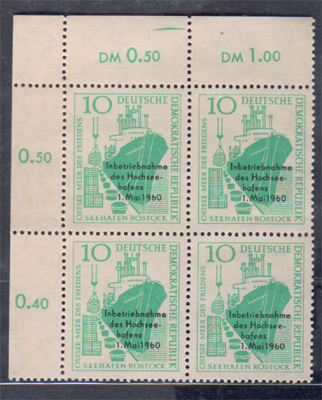 DM 0.50 DM 1.00
0.50
10 DEUTSCHE
DEMOKRATISCHE REPUBLIK
OSTSEE MEER DES FRIEDENS
Inbetriebnahme
des Hochsee-
hafens
1.Mai 1960
SEEHAFEN ROSTOCK
10 DEUTSCHE
DEMOKRATISCHE REPUBLIK
OSTSEE MEER DES FRIEDENS
Inbetriebnahme
des Hochsee-
hafens
1.Mai 1960
SEEHAFEN ROSTOCK
0.40
10 DEUTSCHE
DEMOKRATISCHE REPUBLIK
OSTSEE MEER DES FRIEDENS
Inbetriebnahme
des Hochsee-
hafens
1.Mai 1960
SEEHAFEN ROSTOCK
10 DEUTSCHE
DEMOKRATISCHE REPUBLIK
OSTSEE MEER DES FRIEDENS
Inbetriebnahme
des Hochsee-
hafens
1.Mai 1960
SEEHAFEN ROSTOCK